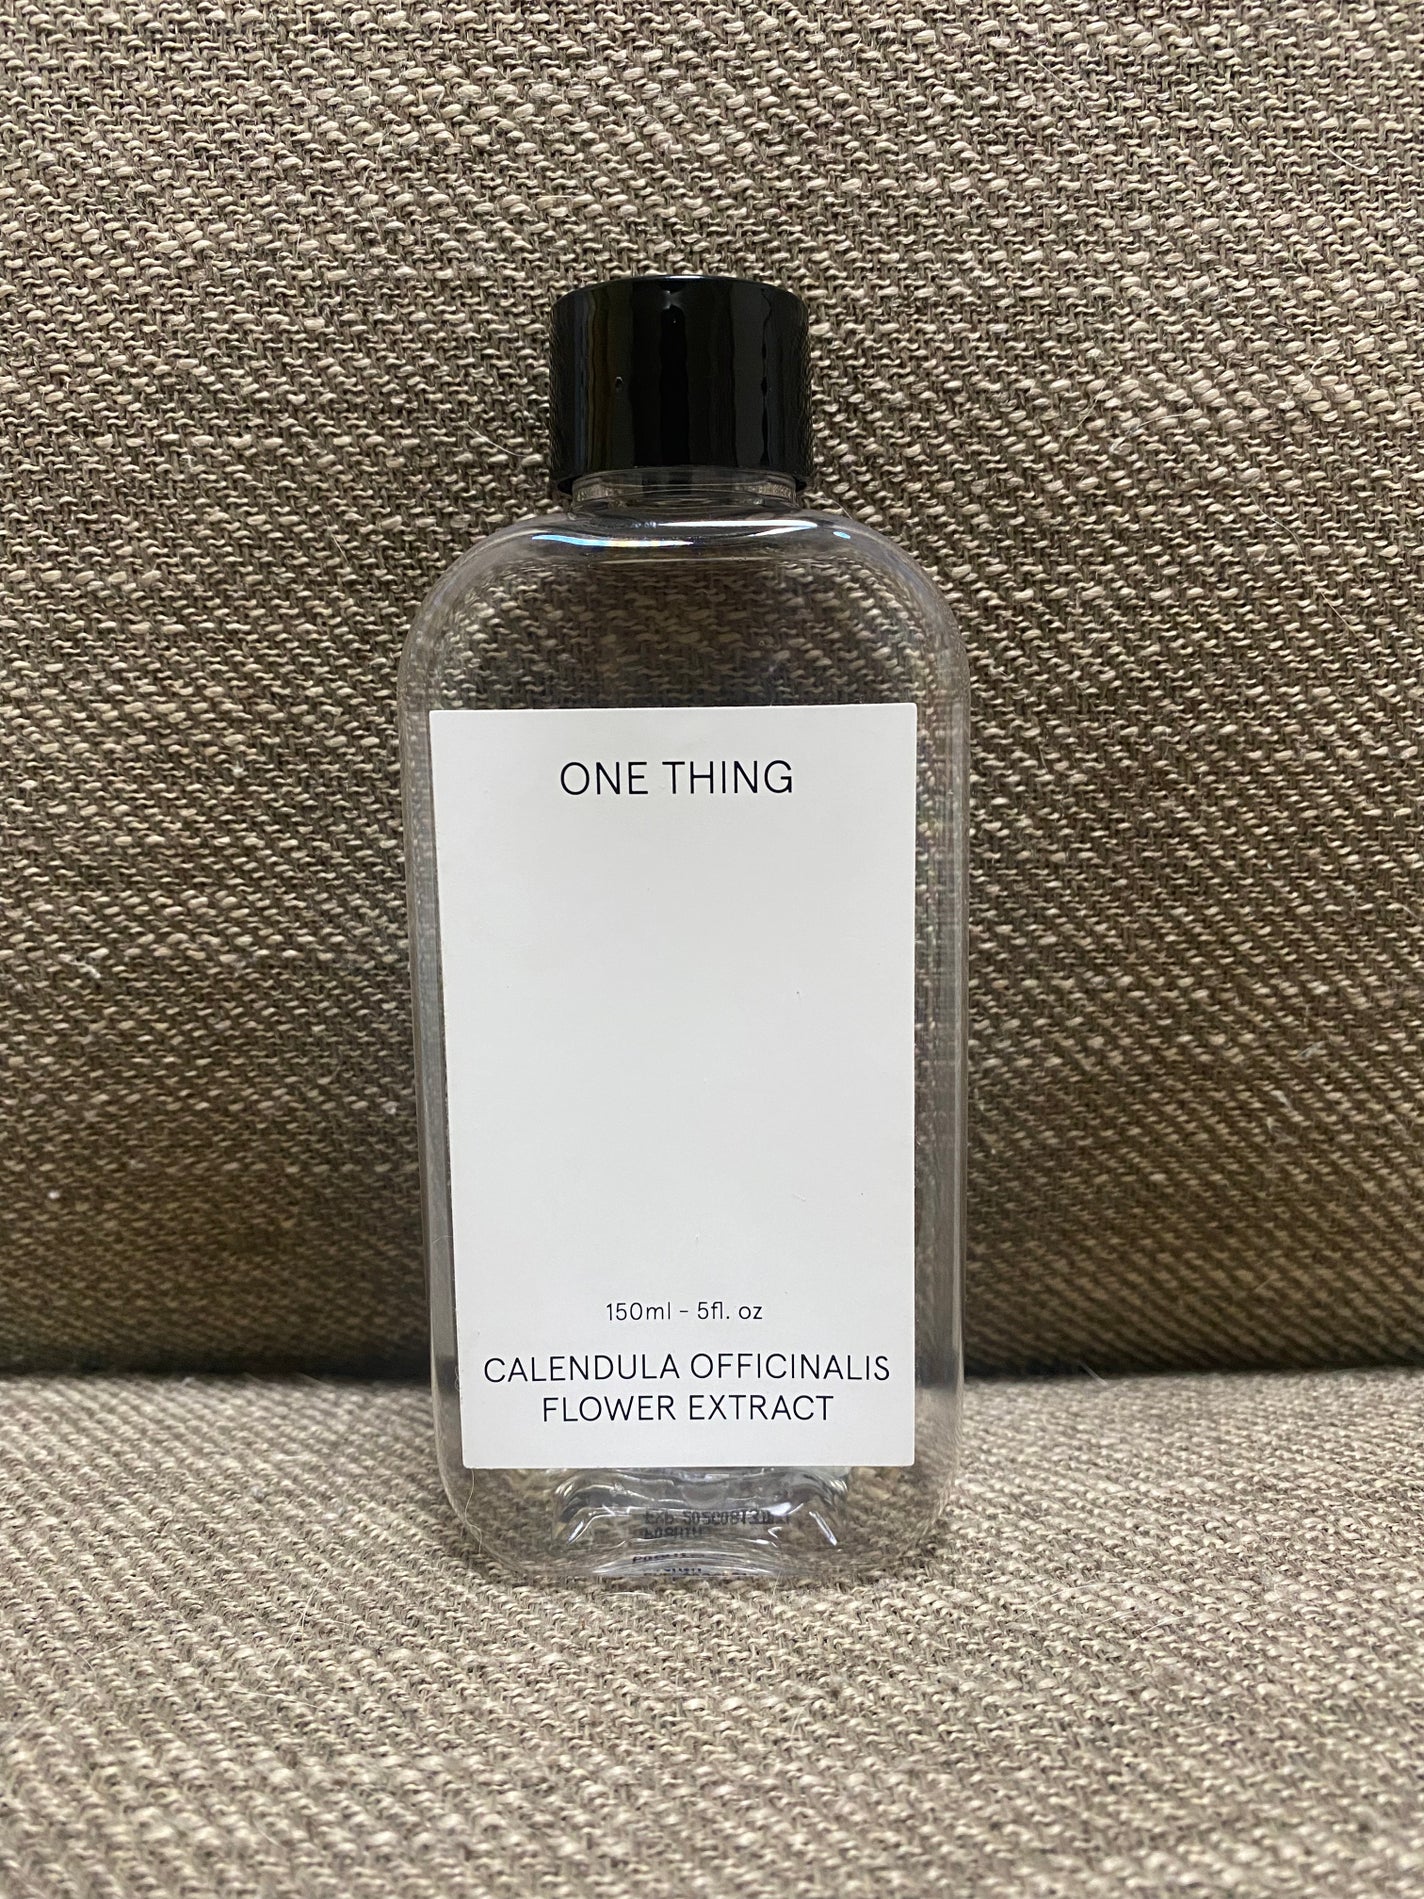 ONE THING
150ml - 5fl. oz
CALENDULA OFFICINALIS
FLOWER EXTRACT